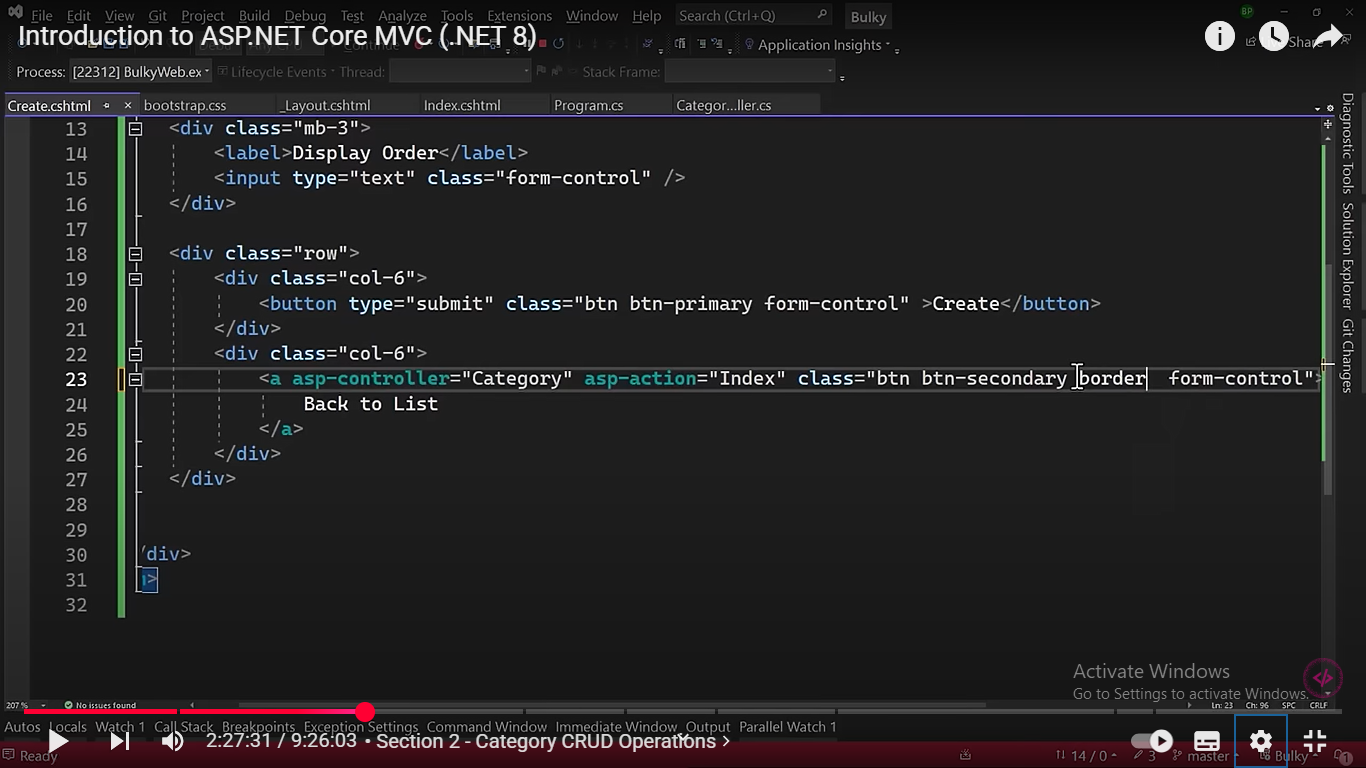 File Edit View Git Project Build Debug Test Analyze Tools Extensions Window Help Search (Ctrl+Q) Bulky
BP
Introduction to ASP.NET Core MVC (.NET 8)
Application Insights
Share
Process: [22312] BulkyWeb.ex Lifecycle Events Thread: Stack Frame:
Create.cshtml bootstrap.css _Layout.cshtml Index.cshtml Program.cs Categor...ller.cs
13 <div class="mb-3">
14 <label>Display Order</label>
15 <input type="text" class="form-control" />
16 </div>
17
18 <div class="row">
19 <div class="col-6">
20 <button type="submit" class="btn btn-primary form-control" >Create</button>
21 </div>
22 <div class="col-6">
23 <a asp-controller="Category" asp-action="Index" class="btn btn-secondary border  form-control">
24 Back to List
25 </a>
26 </div>
27 </div>
28
29
30 /div>
31 >
32
Diagnostic Tools
Solution Explorer
Git Changes
Activate Windows
Go to Settings to activate Windows.
207 % No issues found Ln: 23 Ch: 96 SPC CRLF
Autos Locals Watch 1 Call Stack Breakpoints Exception Settings Command Window Immediate Window Output Parallel Watch 1
2:27:31 / 9:26:03 • Section 2 - Category CRUD Operations >
Ready 14 / 0 3 master Bulky 1